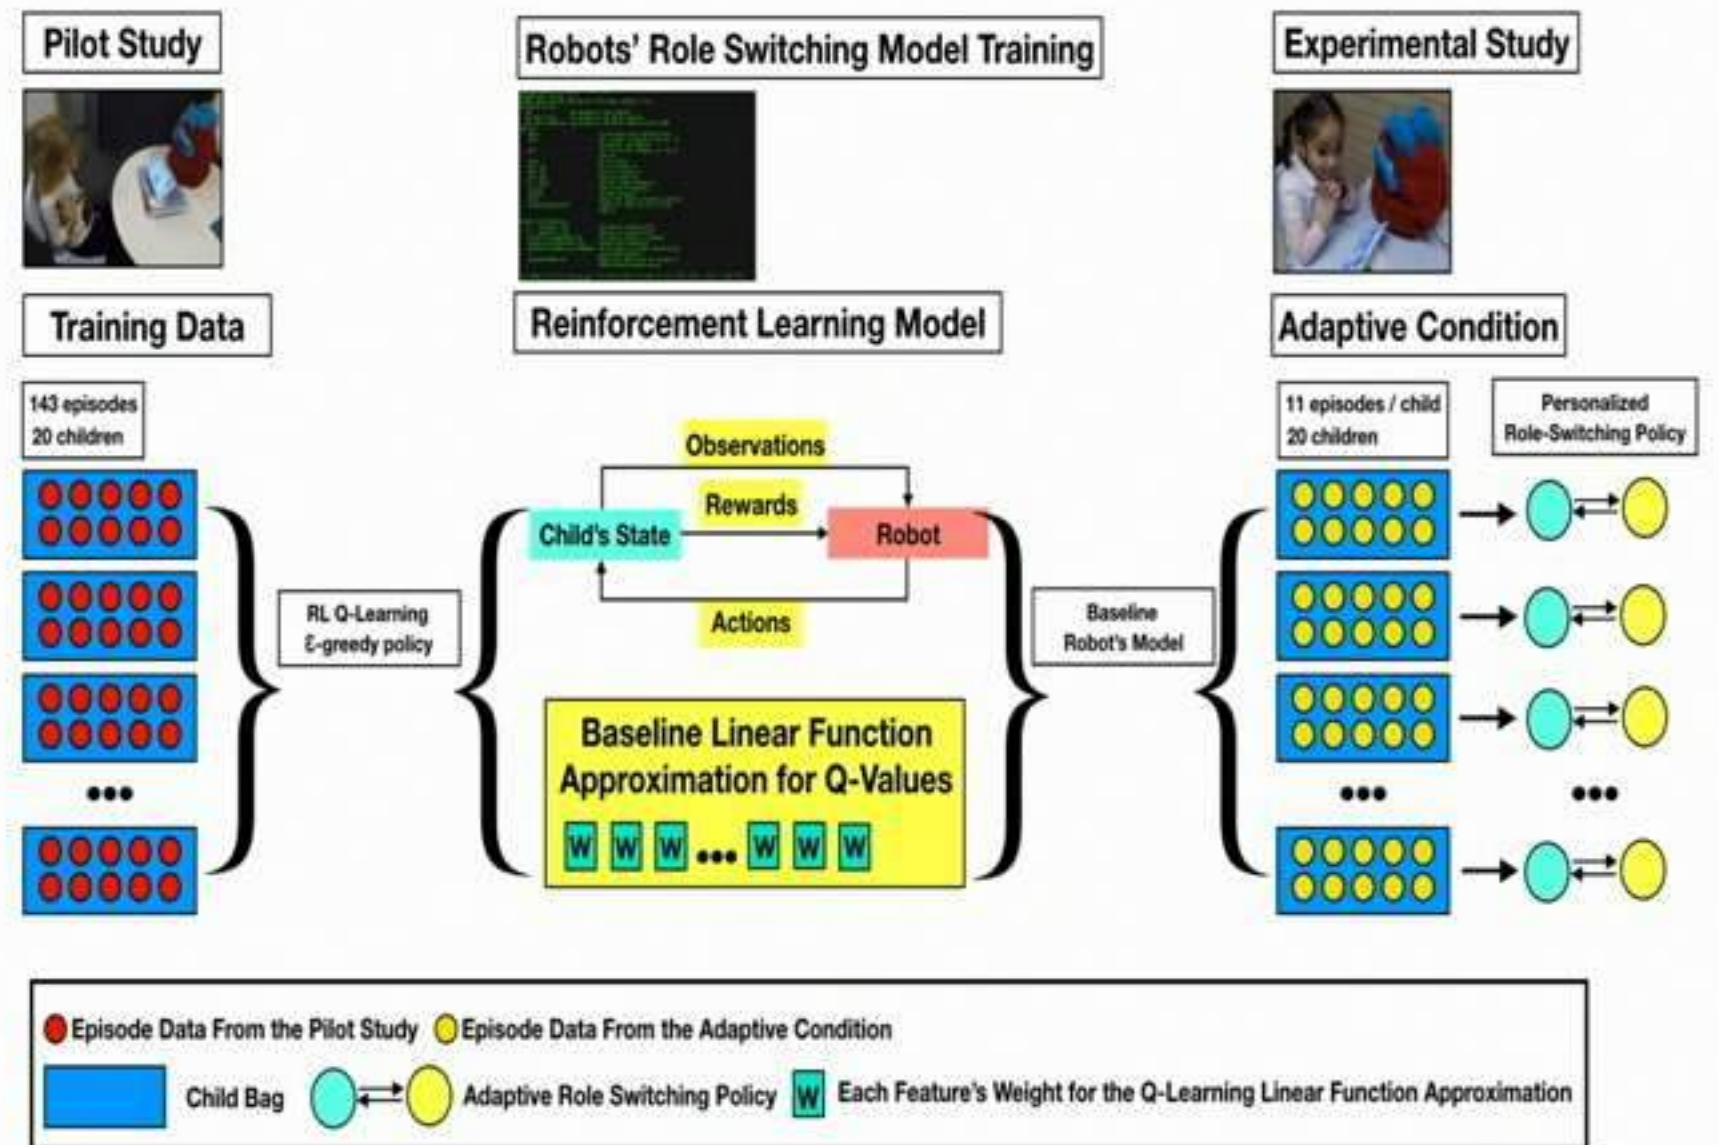 Pilot Study
Robots' Role Switching Model Training
Experimental Study
Training Data
Reinforcement Learning Model
Adaptive Condition
143 episodes
20 children
11 episodes / child
20 children
Personalized
Role-Switching Policy
Observations
Rewards
Child's State
Robot
Actions
RL Q-Learning
Ɛ-greedy policy
Baseline
Robot's Model
Baseline Linear Function
Approximation for Q-Values
W W W ... W W W
...
... ...
Episode Data From the Pilot Study
Episode Data From the Adaptive Condition
Child Bag
Adaptive Role Switching Policy
W
Each Feature's Weight for the Q-Learning Linear Function Approximation